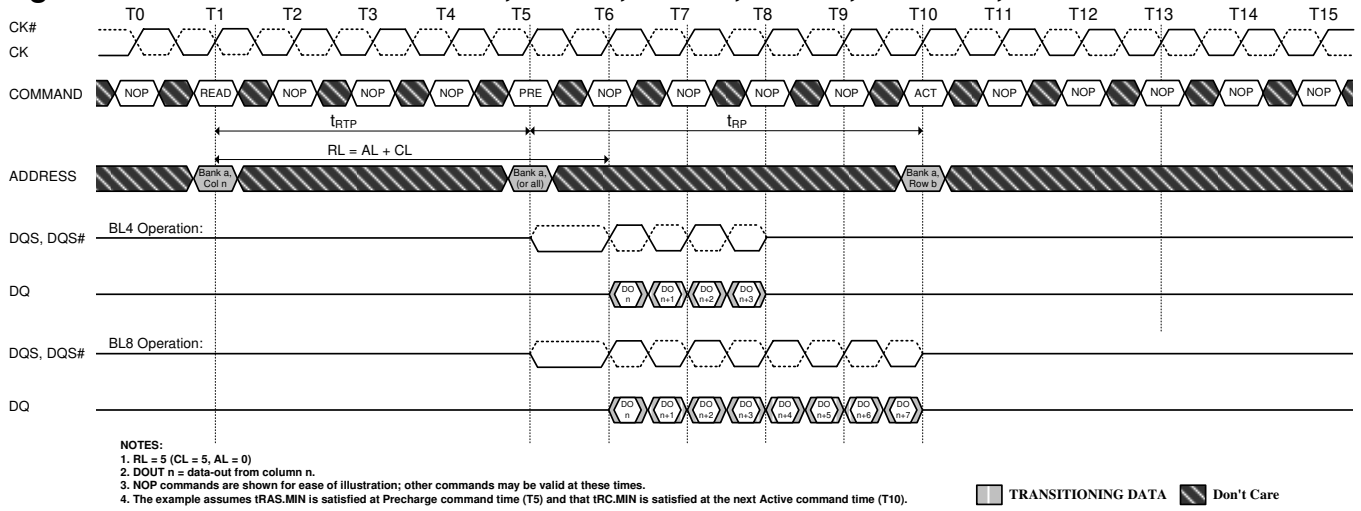 T0 T1 T2 T3 T4 T5 T6 T7 T8 T9 T10 T11 T12 T13 T14 T15
CK#
CK
COMMAND NOP READ NOP NOP NOP PRE NOP NOP NOP NOP ACT NOP NOP NOP NOP NOP
tRTP tRP
RL = AL + CL
ADDRESS Bank a, Col n Bank a, (or all) Bank a, Row b
BL4 Operation:
DQS, DQS#
DQ DO n DO n+1 DO n+2 DO n+3
BL8 Operation:
DQS, DQS#
DQ DO n DO n+1 DO n+2 DO n+3 DO n+4 DO n+5 DO n+6 DO n+7
NOTES:
1. RL = 5 (CL = 5, AL = 0)
2. DOUT n = data-out from column n.
3. NOP commands are shown for ease of illustration; other commands may be valid at these times.
4. The example assumes tRAS.MIN is satisfied at Precharge command time (T5) and that tRC.MIN is satisfied at the next Active command time (T10).
TRANSITIONING DATA Don't Care